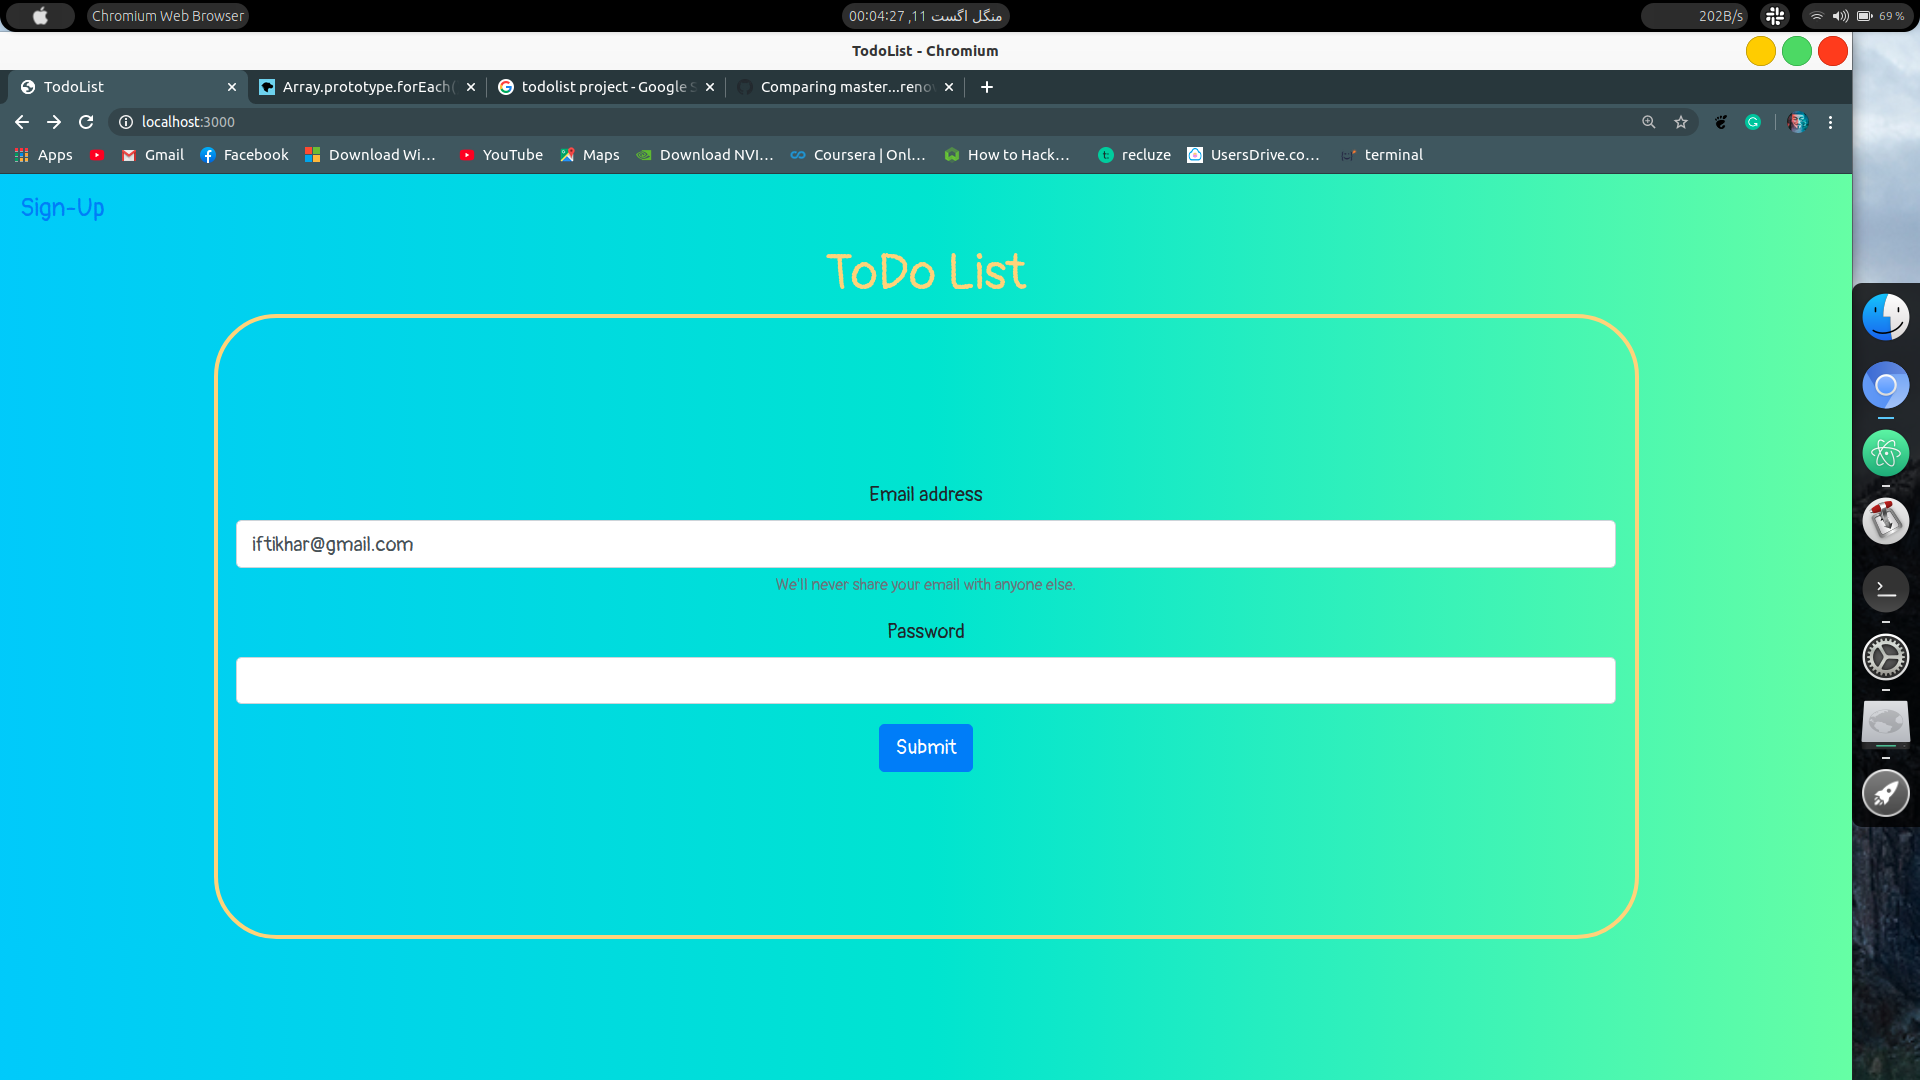 Chromium Web Browser
منگل اگست 11, 00:04:27
202B/s
69 %
TodoList - Chromium
TodoList
Array.prototype.forEach(
todolist project - Google S
Comparing master...reno
localhost:3000
Apps
Gmail
Facebook
Download Wi...
YouTube
Maps
Download NVI...
Coursera | Onl...
How to Hack...
recluze
UsersDrive.co...
terminal
Sign-Up
ToDo List
Email address
iftikhar@gmail.com
We'll never share your email with anyone else.
Password
Submit